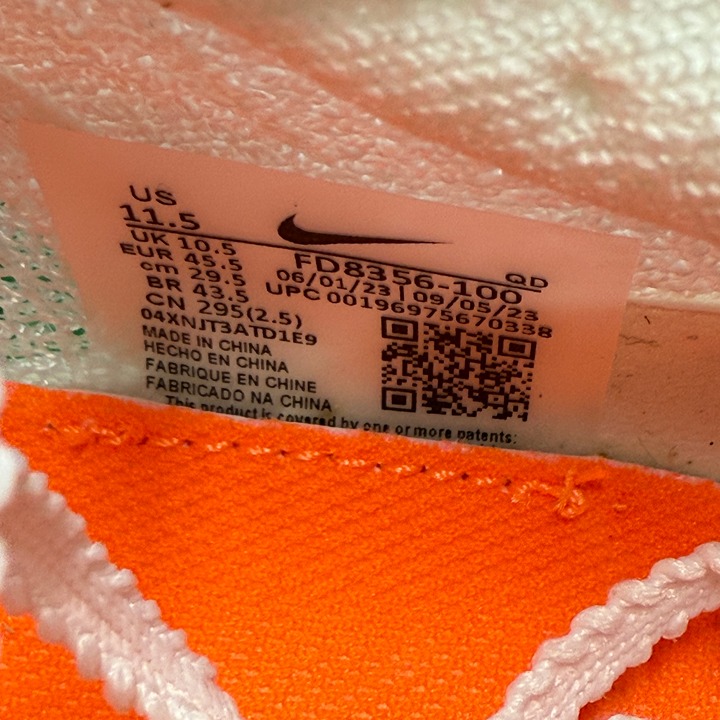 US
11.5
UK 10.5
EUR 45.5
cm 29.5
BR 43.5
CN 295(2.5)
04XNJT3ATD1E9
MADE IN CHINA
HECHO EN CHINA
FABRIQUE EN CHINE
FABRICADO NA CHINA
This product is covered by one or more patents:
QD
FD8356-100
06/01/23 | 09/05/23
UPC 00196975670338